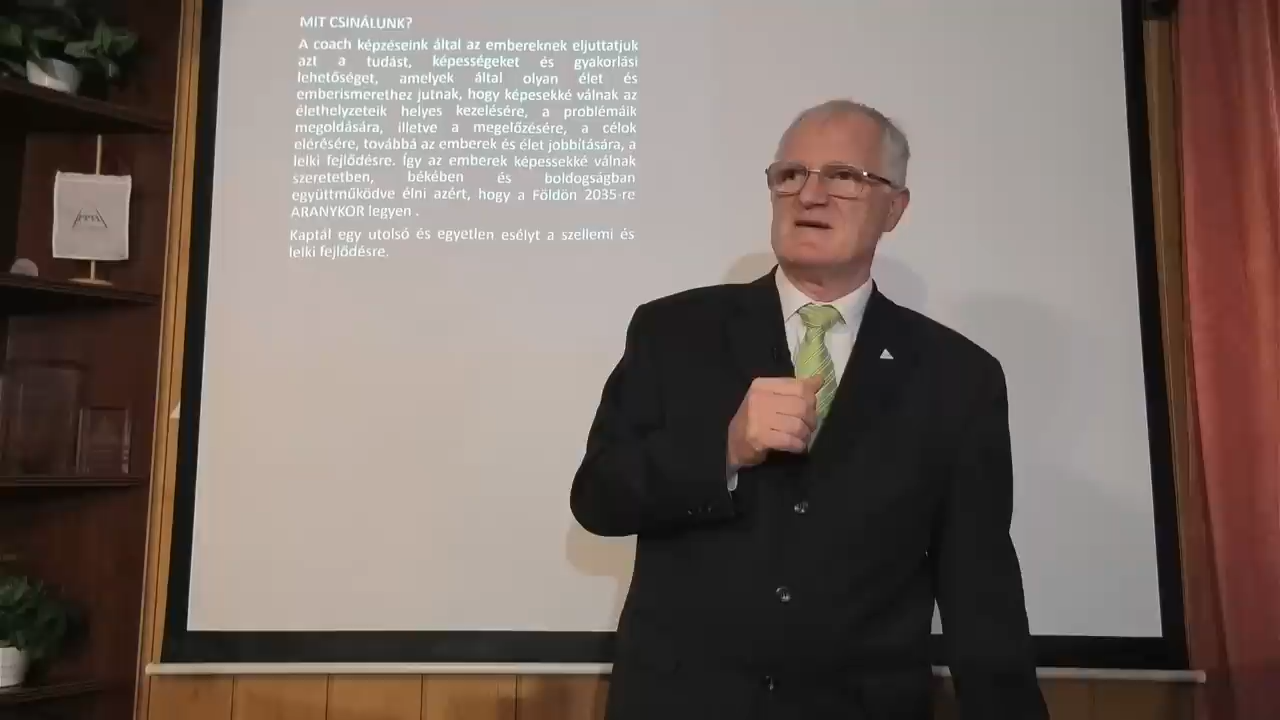 MIT CSINÁLUNK?
A coach képzéseink által az embereknek eljuttatjuk
azt a tudást, képességeket és gyakorlási
lehetőséget, amelyek által olyan élet és
emberismerethez jutnak, hogy képesekké válnak az
élethelyzeteik helyes kezelésére, a problémáik
megoldására, illetve a megelőzésére, a célok
elérésére, továbbá az emberek és élet jobbítására, a
lelki fejlődésre. Így az emberek képessekké válnak
szeretetben, békében és boldogságban
együttműködve élni azért, hogy a Földön 2035-re
ARANYKOR legyen .
Kaptál egy utolsó és egyetlen esélyt a szellemi és
lelki fejlődésre.